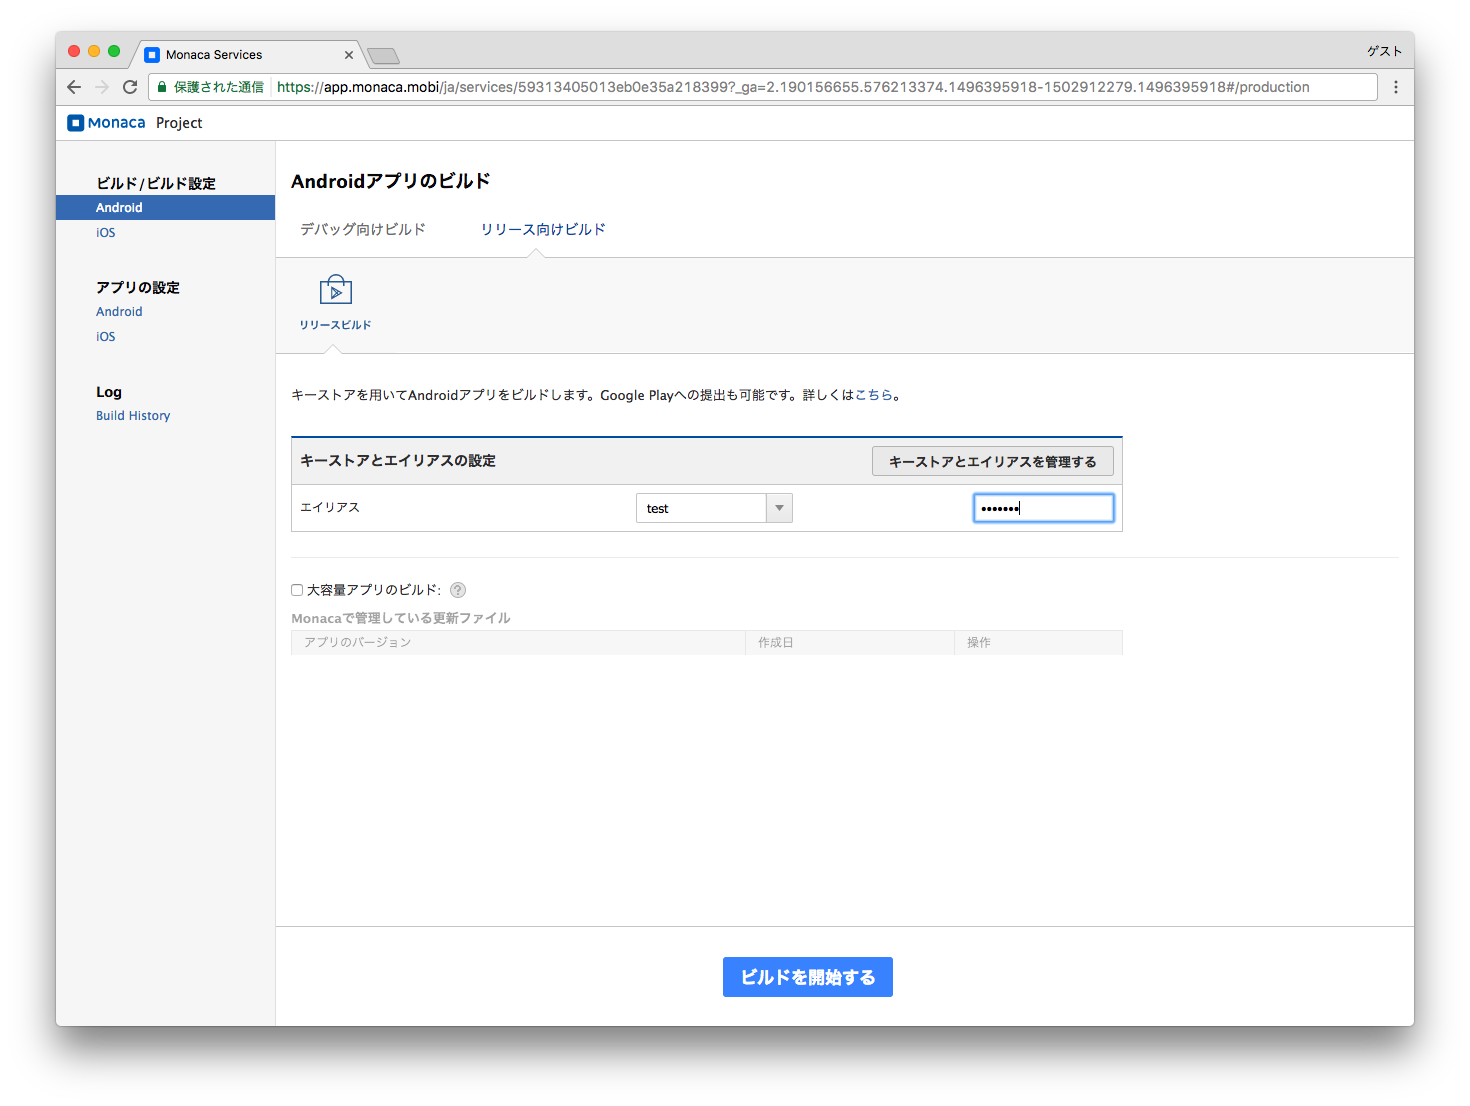 Monaca Services
ゲスト
保護された通信 https://app.monaca.mobi/ja/services/59313405013eb0e35a218399?_ga=2.190156655.576213374.1496395918-1502912279.1496395918#/production
Monaca Project
ビルド/ビルド設定
Android
iOS
アプリの設定
Android
iOS
Log
Build History
Androidアプリのビルド
デバッグ向けビルド リリース向けビルド
リリースビルド
キーストアを用いてAndroidアプリをビルドします。Google Playへの提出も可能です。詳しくはこちら。
キーストアとエイリアスの設定 キーストアとエイリアスを管理する
エイリアス test •••••••
大容量アプリのビルド: ?
Monacaで管理している更新ファイル
アプリのバージョン 作成日 操作
ビルドを開始する